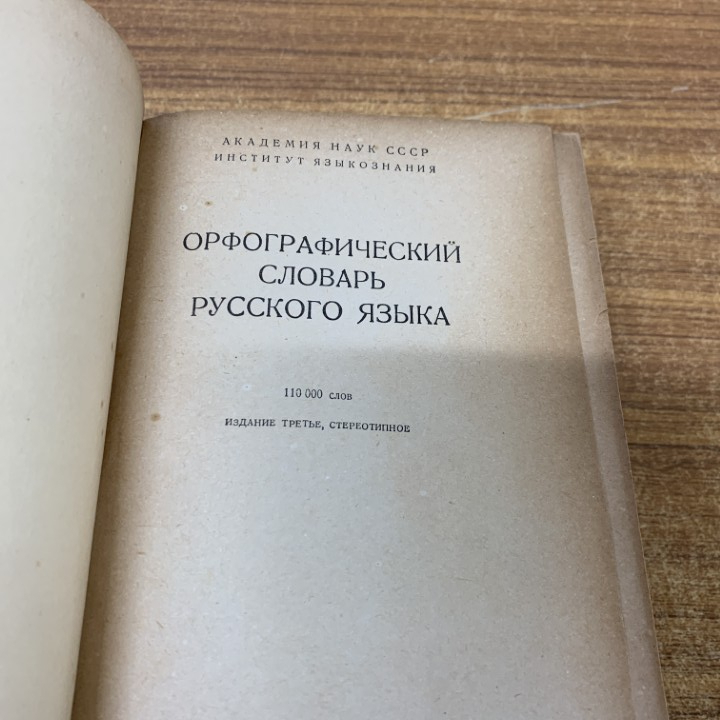 АКАДЕМИЯ НАУК СССР
ИНСТИТУТ ЯЗЫКОЗНАНИЯ
ОРФОГРАФИЧЕСКИЙ
СЛОВАРЬ
РУССКОГО ЯЗЫКА
110 000 слов
ИЗДАНИЕ ТРЕТЬЕ, СТЕРЕОТИПНОЕ